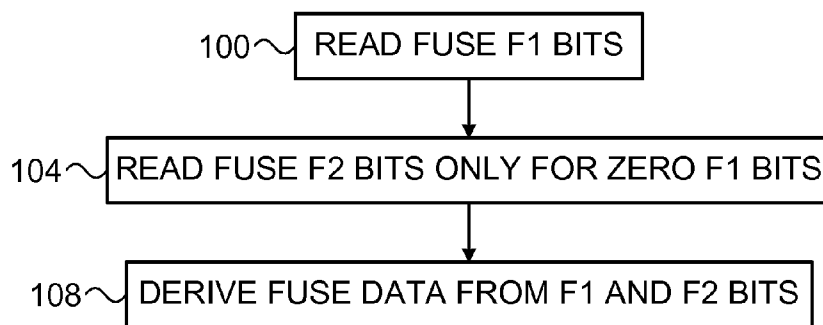 100 READ FUSE F1 BITS
104 READ FUSE F2 BITS ONLY FOR ZERO F1 BITS
108 DERIVE FUSE DATA FROM F1 AND F2 BITS